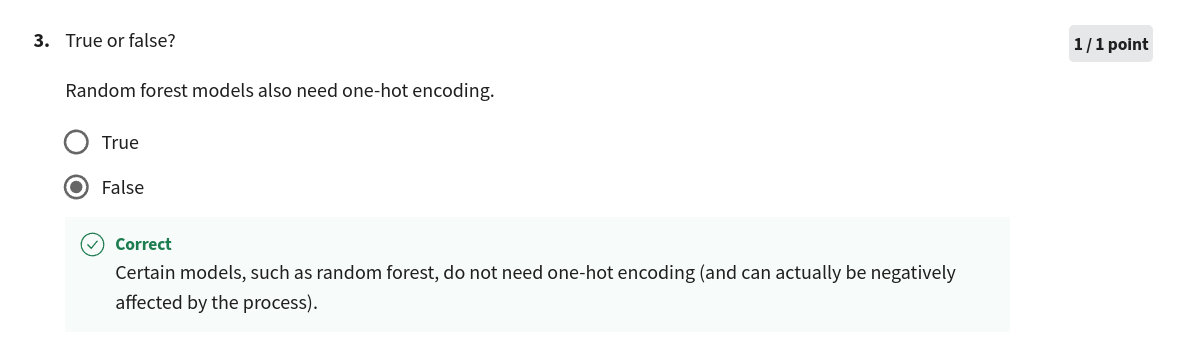 3. True or false?
1 / 1 point
Random forest models also need one-hot encoding.
True
False
Correct
Certain models, such as random forest, do not need one-hot encoding (and can actually be negatively
affected by the process).